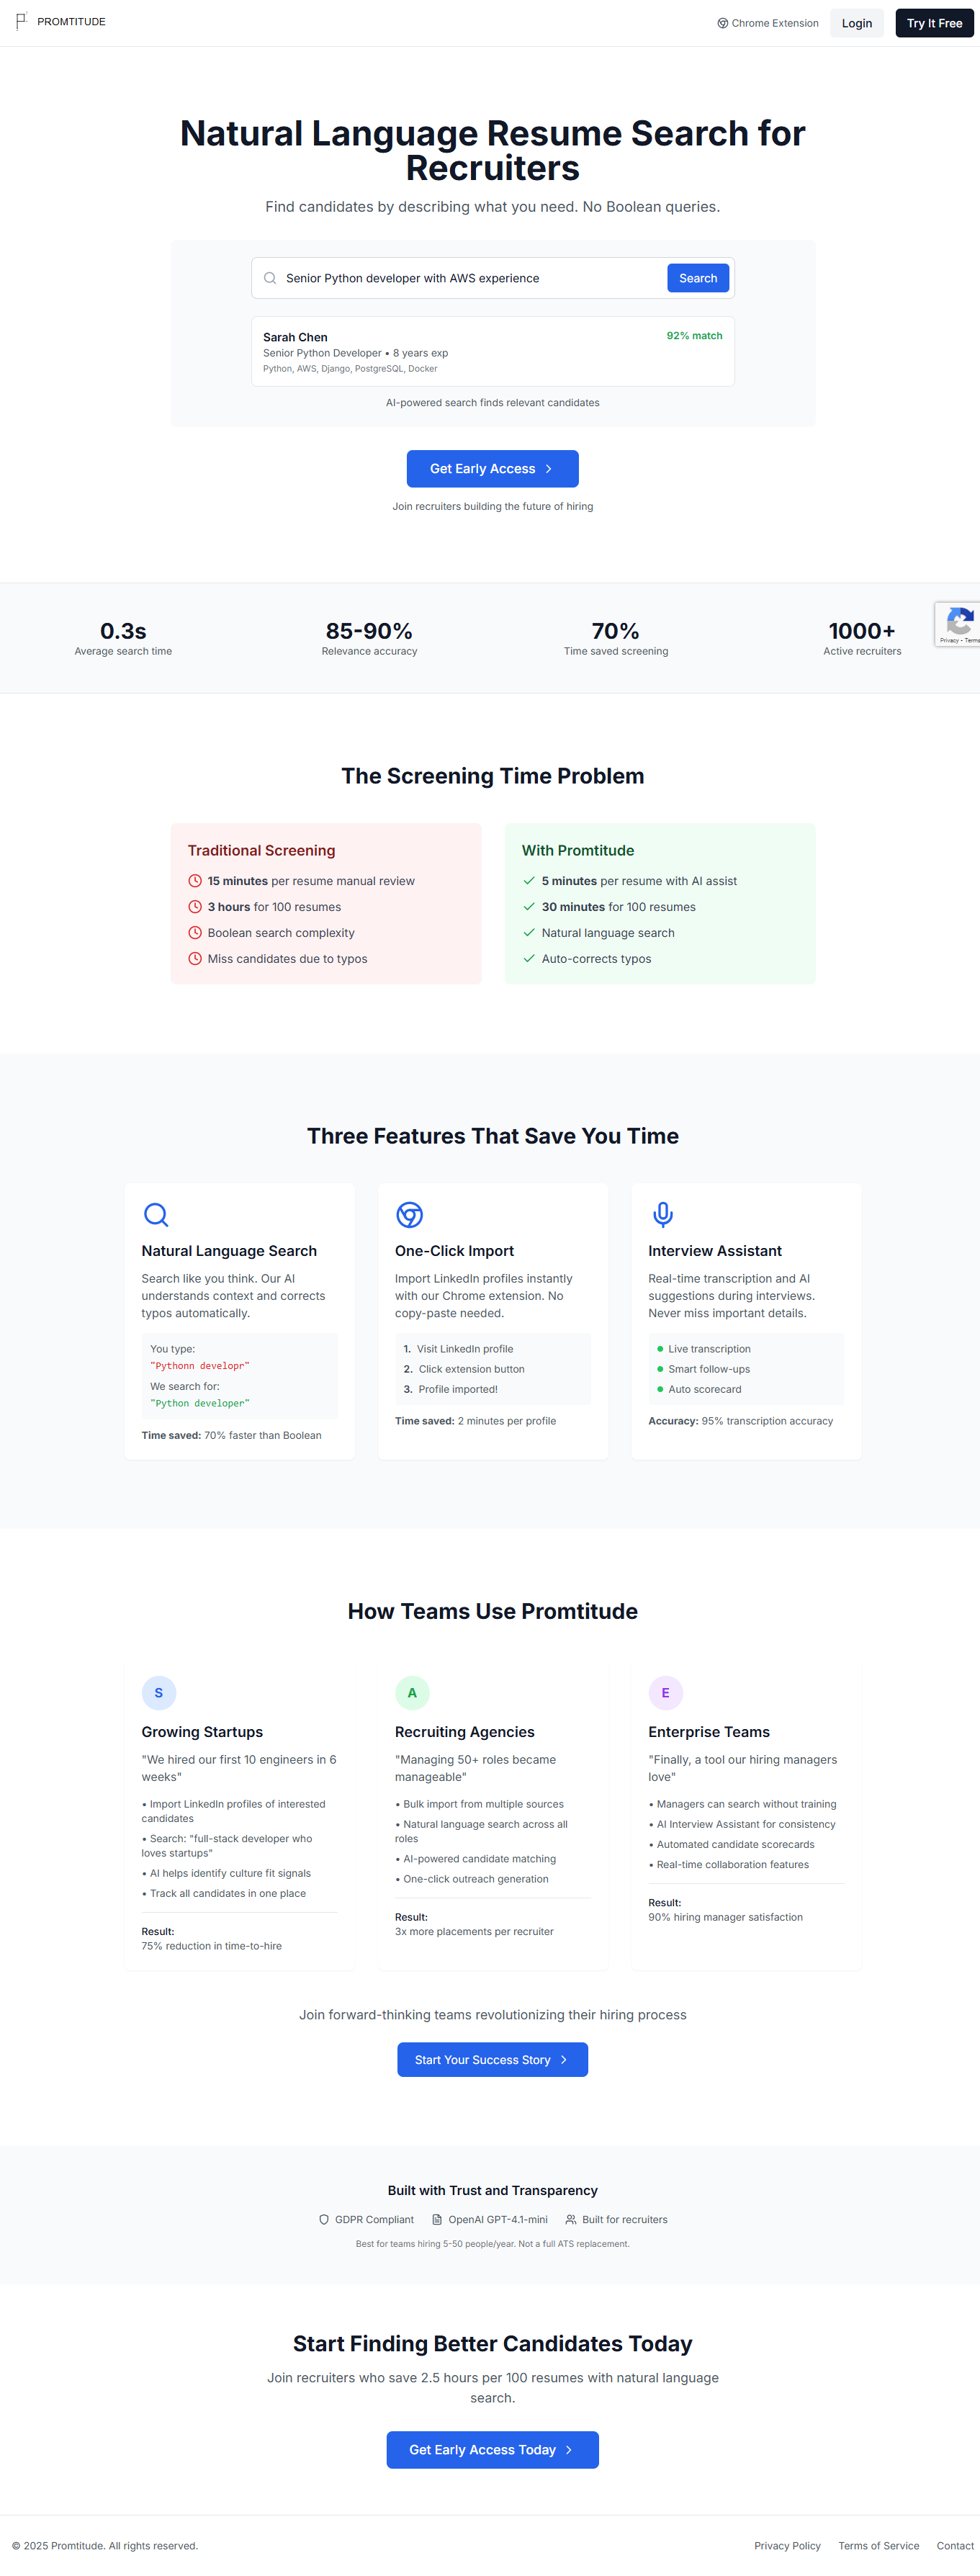 PROMTITUDE
Chrome Extension
Login
Try It Free
Natural Language Resume Search for
Recruiters
Find candidates by describing what you need. No Boolean queries.
Senior Python developer with AWS experience
Search
Sarah Chen
92% match
Senior Python Developer • 8 years exp
Python, AWS, Django, PostgreSQL, Docker
AI-powered search finds relevant candidates
Get Early Access
Join recruiters building the future of hiring
0.3s
Average search time
85-90%
Relevance accuracy
70%
Time saved screening
1000+
Active recruiters
Privacy - Terms
The Screening Time Problem
Traditional Screening
15 minutes per resume manual review
3 hours for 100 resumes
Boolean search complexity
Miss candidates due to typos
With Promtitude
5 minutes per resume with AI assist
30 minutes for 100 resumes
Natural language search
Auto-corrects typos
Three Features That Save You Time
Natural Language Search
Search like you think. Our AI
understands context and corrects
typos automatically.
You type:
"Pythonn developr"
We search for:
"Python developer"
Time saved: 70% faster than Boolean
One-Click Import
Import LinkedIn profiles instantly
with our Chrome extension. No
copy-paste needed.
1. Visit LinkedIn profile
2. Click extension button
3. Profile imported!
Time saved: 2 minutes per profile
Interview Assistant
Real-time transcription and AI
suggestions during interviews.
Never miss important details.
Live transcription
Smart follow-ups
Auto scorecard
Accuracy: 95% transcription accuracy
How Teams Use Promtitude
S
Growing Startups
"We hired our first 10 engineers in 6
weeks"
• Import LinkedIn profiles of interested
candidates
• Search: "full-stack developer who
loves startups"
• AI helps identify culture fit signals
• Track all candidates in one place
Result:
75% reduction in time-to-hire
A
Recruiting Agencies
"Managing 50+ roles became
manageable"
• Bulk import from multiple sources
• Natural language search across all
roles
• AI-powered candidate matching
• One-click outreach generation
Result:
3x more placements per recruiter
E
Enterprise Teams
"Finally, a tool our hiring managers
love"
• Managers can search without training
• AI Interview Assistant for consistency
• Automated candidate scorecards
• Real-time collaboration features
Result:
90% hiring manager satisfaction
Join forward-thinking teams revolutionizing their hiring process
Start Your Success Story
Built with Trust and Transparency
GDPR Compliant
OpenAI GPT-4.1-mini
Built for recruiters
Best for teams hiring 5-50 people/year. Not a full ATS replacement.
Start Finding Better Candidates Today
Join recruiters who save 2.5 hours per 100 resumes with natural language
search.
Get Early Access Today
© 2025 Promtitude. All rights reserved.
Privacy Policy
Terms of Service
Contact